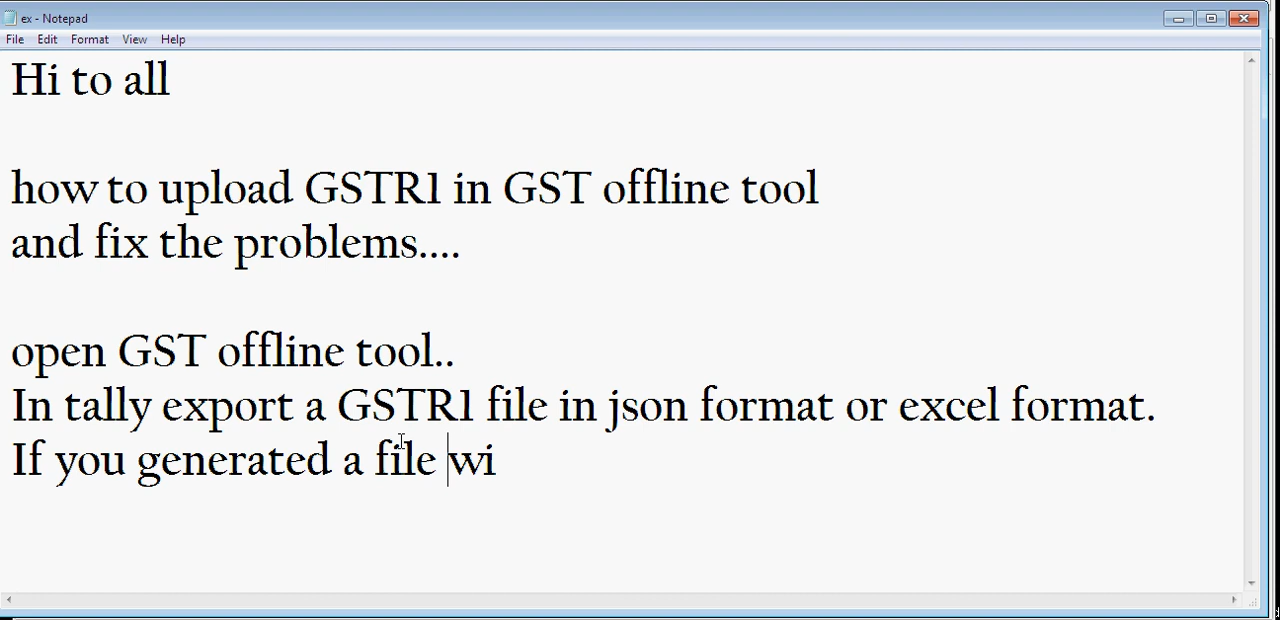 ex - Notepad
File Edit Format View Help
Hi to all
how to upload GSTR1 in GST offline tool
and fix the problems....
open GST offline tool..
In tally export a GSTR1 file in json format or excel format.
If you generated a file wi